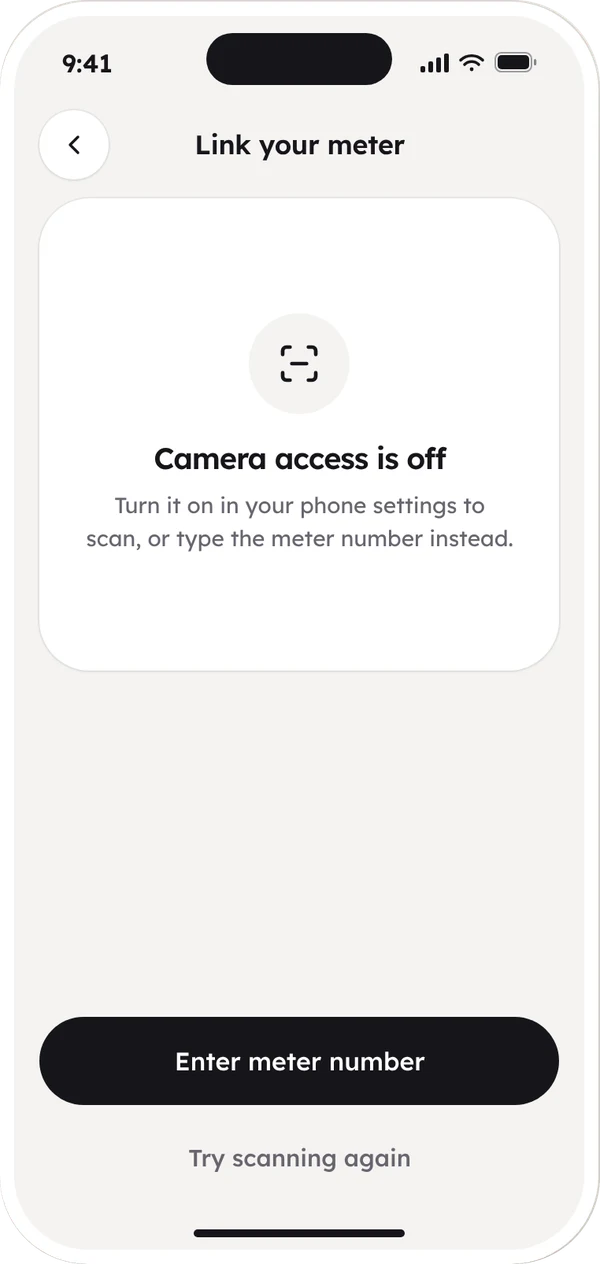 9:41
Link your meter
Camera access is off
Turn it on in your phone settings to
scan, or type the meter number instead.
Enter meter number
Try scanning again